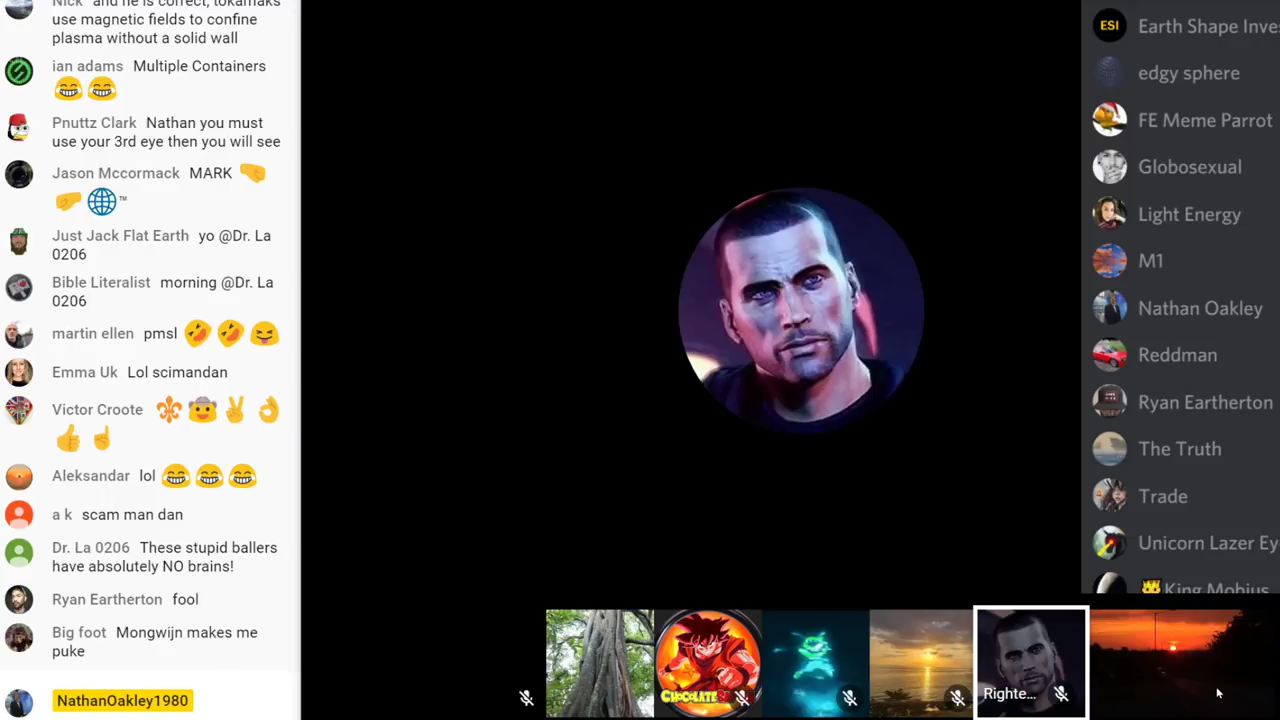 Nick and he is correct, tokamaks
use magnetic fields to confine
plasma without a solid wall
ian adams Multiple Containers
Pnuttz Clark Nathan you must
use your 3rd eye then you will see
Jason Mccormack MARK
TM
Just Jack Flat Earth yo @Dr. La
0206
Bible Literalist morning @Dr. La
0206
martin ellen pmsl
Emma Uk Lol scimandan
Victor Croote
Aleksandar lol
a k scam man dan
Dr. La 0206 These stupid ballers
have absolutely NO brains!
Ryan Eartherton fool
Big foot Mongwijn makes me
puke
NathanOakley1980
ESI
Earth Shape Inve
edgy sphere
FE Meme Parrot
Globosexual
Light Energy
M1
Nathan Oakley
Reddman
Ryan Eartherton
The Truth
Trade
Unicorn Lazer Ey
King Mobius
Righte...